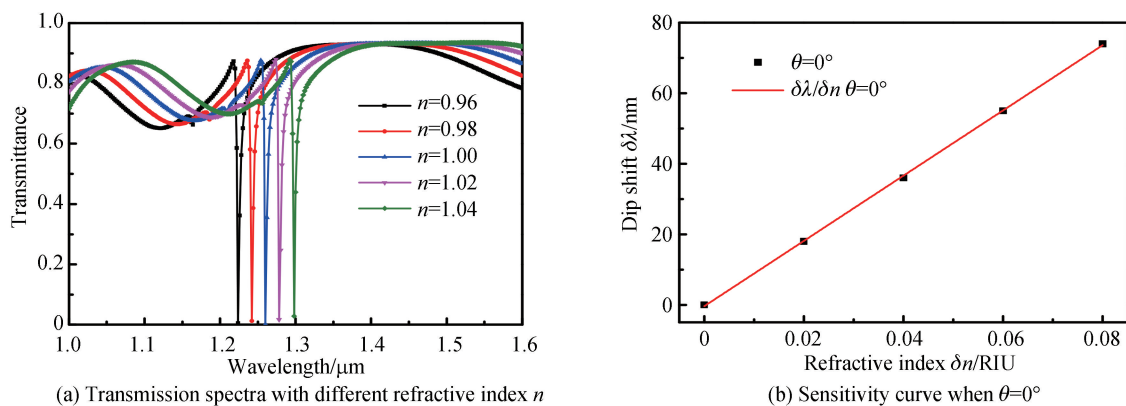 1.0
0.8
0.6
0.4
0.2
0
Transmittance
n=0.96
n=0.98
n=1.00
n=1.02
n=1.04
1.0 1.1 1.2 1.3 1.4 1.5 1.6
Wavelength/μm
(a) Transmission spectra with different refractive index n
80
60
40
20
0
Dip shift δλ/nm
θ=0°
δλ/δn θ=0°
0 0.02 0.04 0.06 0.08
Refractive index δn/RIU
(b) Sensitivity curve when θ=0°